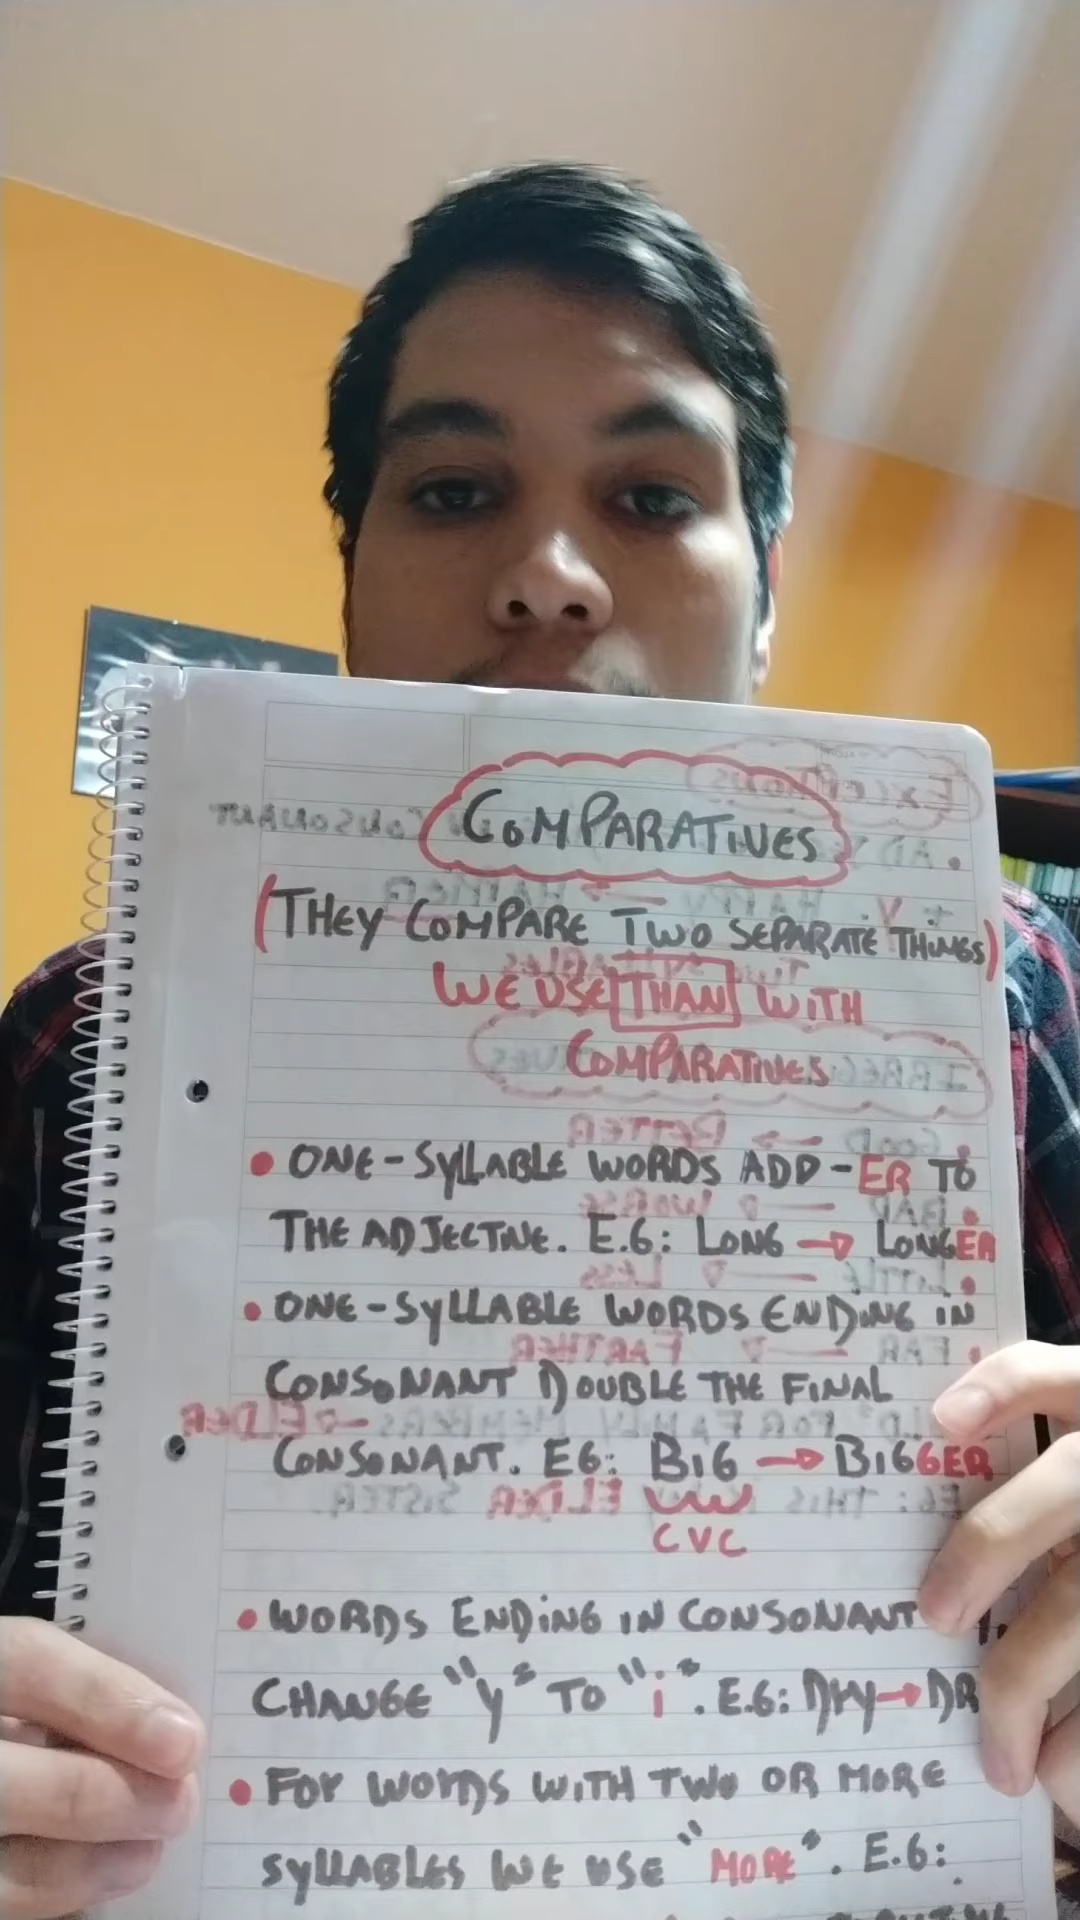 COMPARATIVES
(THEY COMPARE TWO SEPARATE THINGS)
WE USE THAN WITH
COMPARATIVES
• ONE-SYLLABLE WORDS ADD -ER TO
THE ADJECTIVE. E.G: LONG → LONGER
• ONE-SYLLABLE WORDS ENDING IN
CONSONANT DOUBLE THE FINAL
CONSONANT. EG: BIG → BIGGER
CVC
• WORDS ENDING IN CONSONANT
CHANGE "y" TO "i". E.G: DRY → DR
• FOR WORDS WITH TWO OR MORE
SYLLABLES WE USE "MORE". E.G: